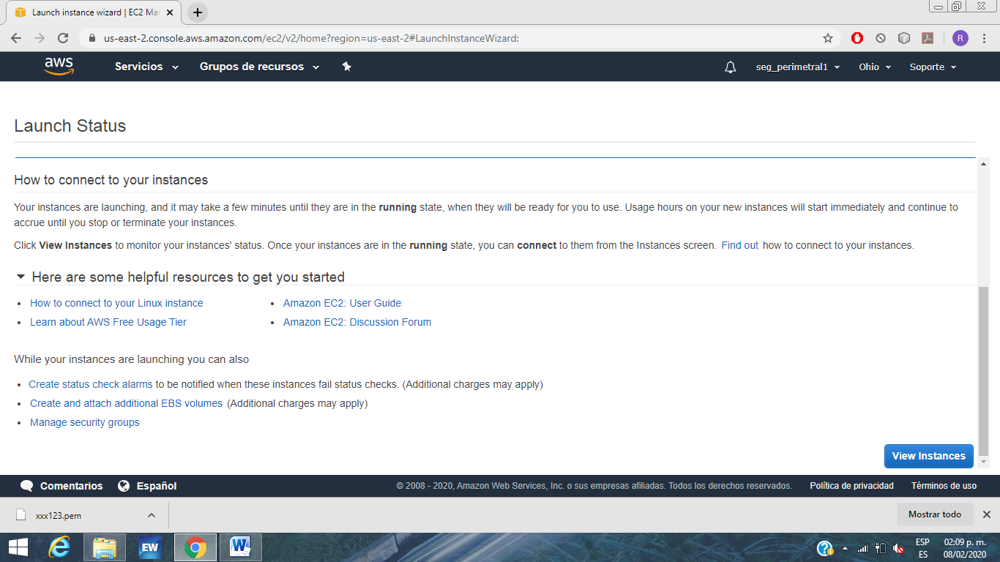 Launch instance wizard | EC2 Mar
us-east-2.console.aws.amazon.com/ec2/v2/home?region=us-east-2#LaunchInstanceWizard:
R
aws Servicios Grupos de recursos seg_perimetral1 Ohio Soporte
Launch Status
How to connect to your instances
Your instances are launching, and it may take a few minutes until they are in the running state, when they will be ready for you to use. Usage hours on your new instances will start immediately and continue to
accrue until you stop or terminate your instances.
Click View Instances to monitor your instances' status. Once your instances are in the running state, you can connect to them from the Instances screen. Find out how to connect to your instances.
Here are some helpful resources to get you started
How to connect to your Linux instance
Amazon EC2: User Guide
Learn about AWS Free Usage Tier
Amazon EC2: Discussion Forum
While your instances are launching you can also
Create status check alarms to be notified when these instances fail status checks. (Additional charges may apply)
Create and attach additional EBS volumes (Additional charges may apply)
Manage security groups
View Instances
Comentarios Español © 2008 - 2020, Amazon Web Services, Inc. o sus empresas afiliadas. Todos los derechos reservados. Política de privacidad Términos de uso
xxx123.pem
Mostrar todo
EW
W
ESP 02:09 p. m.
ES 08/02/2020